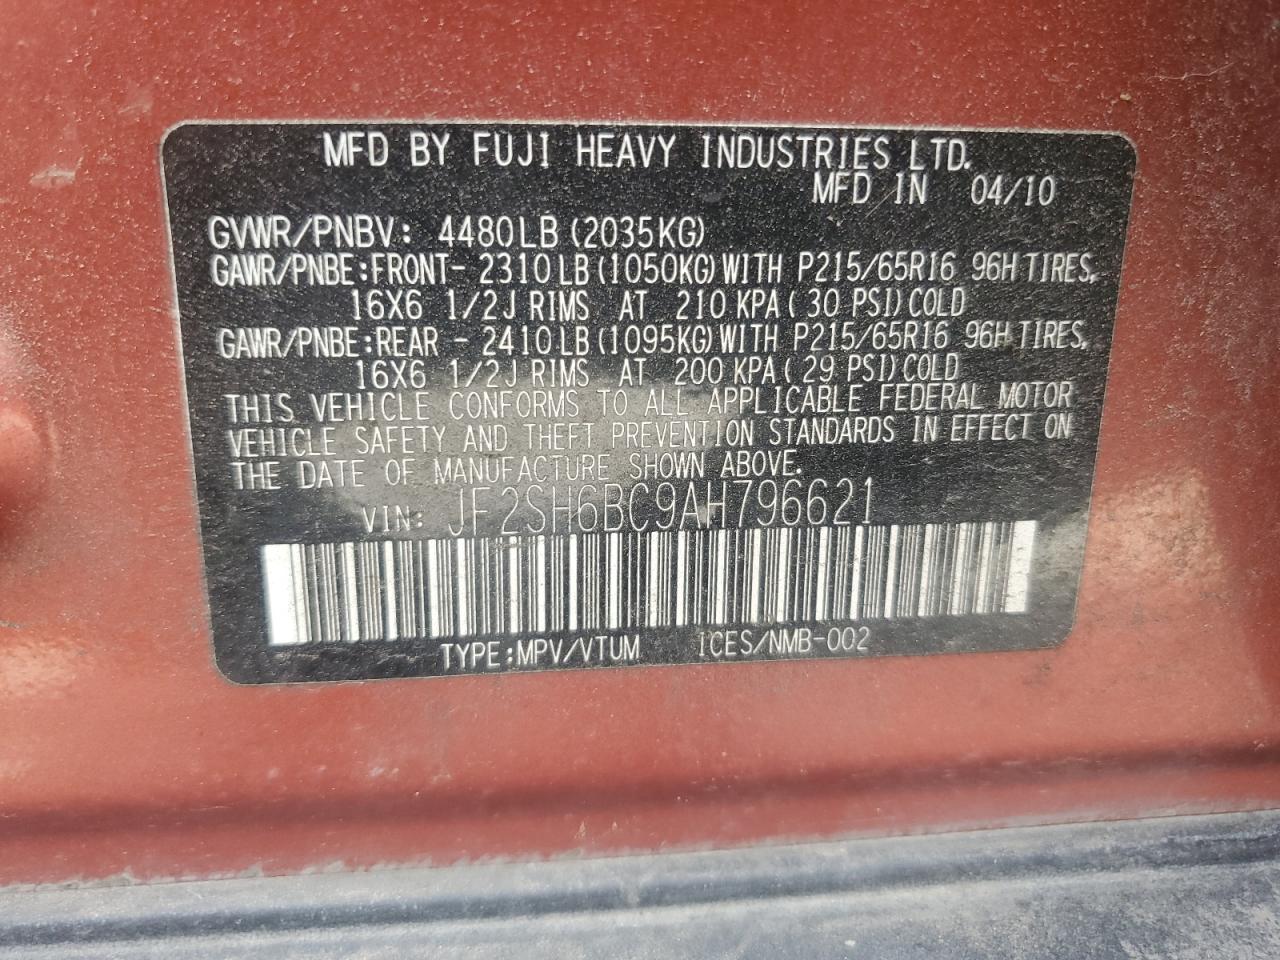 MFD BY FUJI HEAVY INDUSTRIES LTD.
MFD IN 04/10
GVWR/PNBV: 4480LB (2035KG)
GAWR/PNBE:FRONT- 2310LB (1050KG) WITH P215/65R16 96H TIRES,
16X6 1/2J RIMS AT 210 KPA( 30 PSI) COLD
GAWR/PNBE:REAR - 2410LB (1095KG) WITH P215/65R16 96H TIRES,
16X6 1/2J RIMS AT 200 KPA( 29 PSI) COLD
THIS VEHICLE CONFORMS TO ALL APPLICABLE FEDERAL MOTOR
VEHICLE SAFETY AND THEFT PREVENTION STANDARDS IN EFFECT ON
THE DATE OF MANUFACTURE SHOWN ABOVE.
VIN: JF2SH6BC9AH796621
TYPE:MPV/VTUM ICES/NMB-002